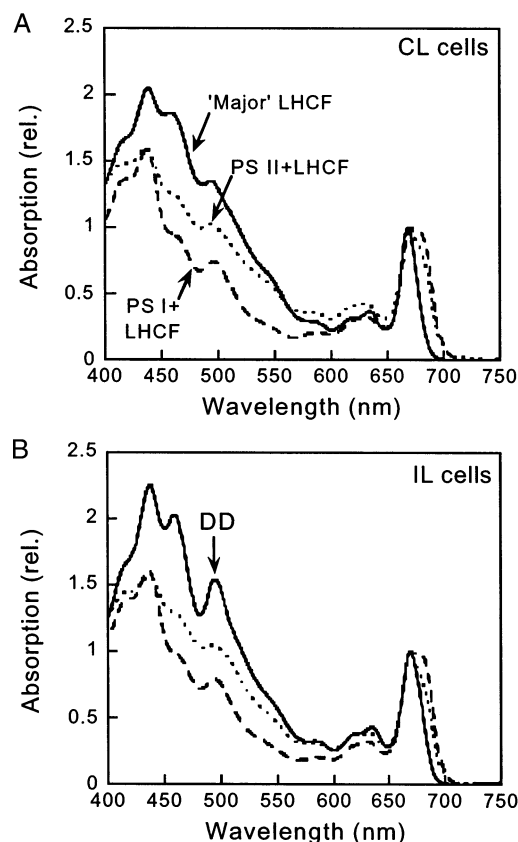 A
CL cells
2.5
2
1.5
1
0.5
0
Absorption (rel.)
'Major' LHCF
PS II+LHCF
PS I+
LHCF
400 450 500 550 600 650 700 750
Wavelength (nm)
B
IL cells
2.5
2
1.5
1
0.5
0
Absorption (rel.)
DD
400 450 500 550 600 650 700 750
Wavelength (nm)